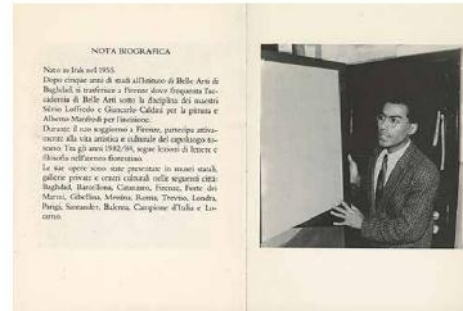 NOTA BIOGRAFICA
Nato in Irak nel 1955.
Dopo cinque anni di studi all'Istituto di Belle Arti di
Baghdad, si trasferisce a Firenze dove frequenta l'ac-
cademia di Belle Arti sotto la disciplina dei maestri
Silvio Loffredo e Giancarlo Caldini per la pittura e
Alberto Manfredi per l'incisione.
Durante il suo soggiorno a Firenze, partecipa attiva-
mente alla vita artistica e culturale del capoluogo to-
scano. Tra gli anni 1982/84, segue lezioni di lettere e
filosofia nell'ateneo fiorentino.
Le sue opere sono state presentate in musei statali,
gallerie private e centri culturali nelle seguenti città:
Baghdad, Barcellona, Catanzaro, Firenze, Forte dei
Marmi, Gibellina, Messina, Roma, Treviso, Londra,
Parigi, Santander, Campione d'Italia e Lo-
carno.